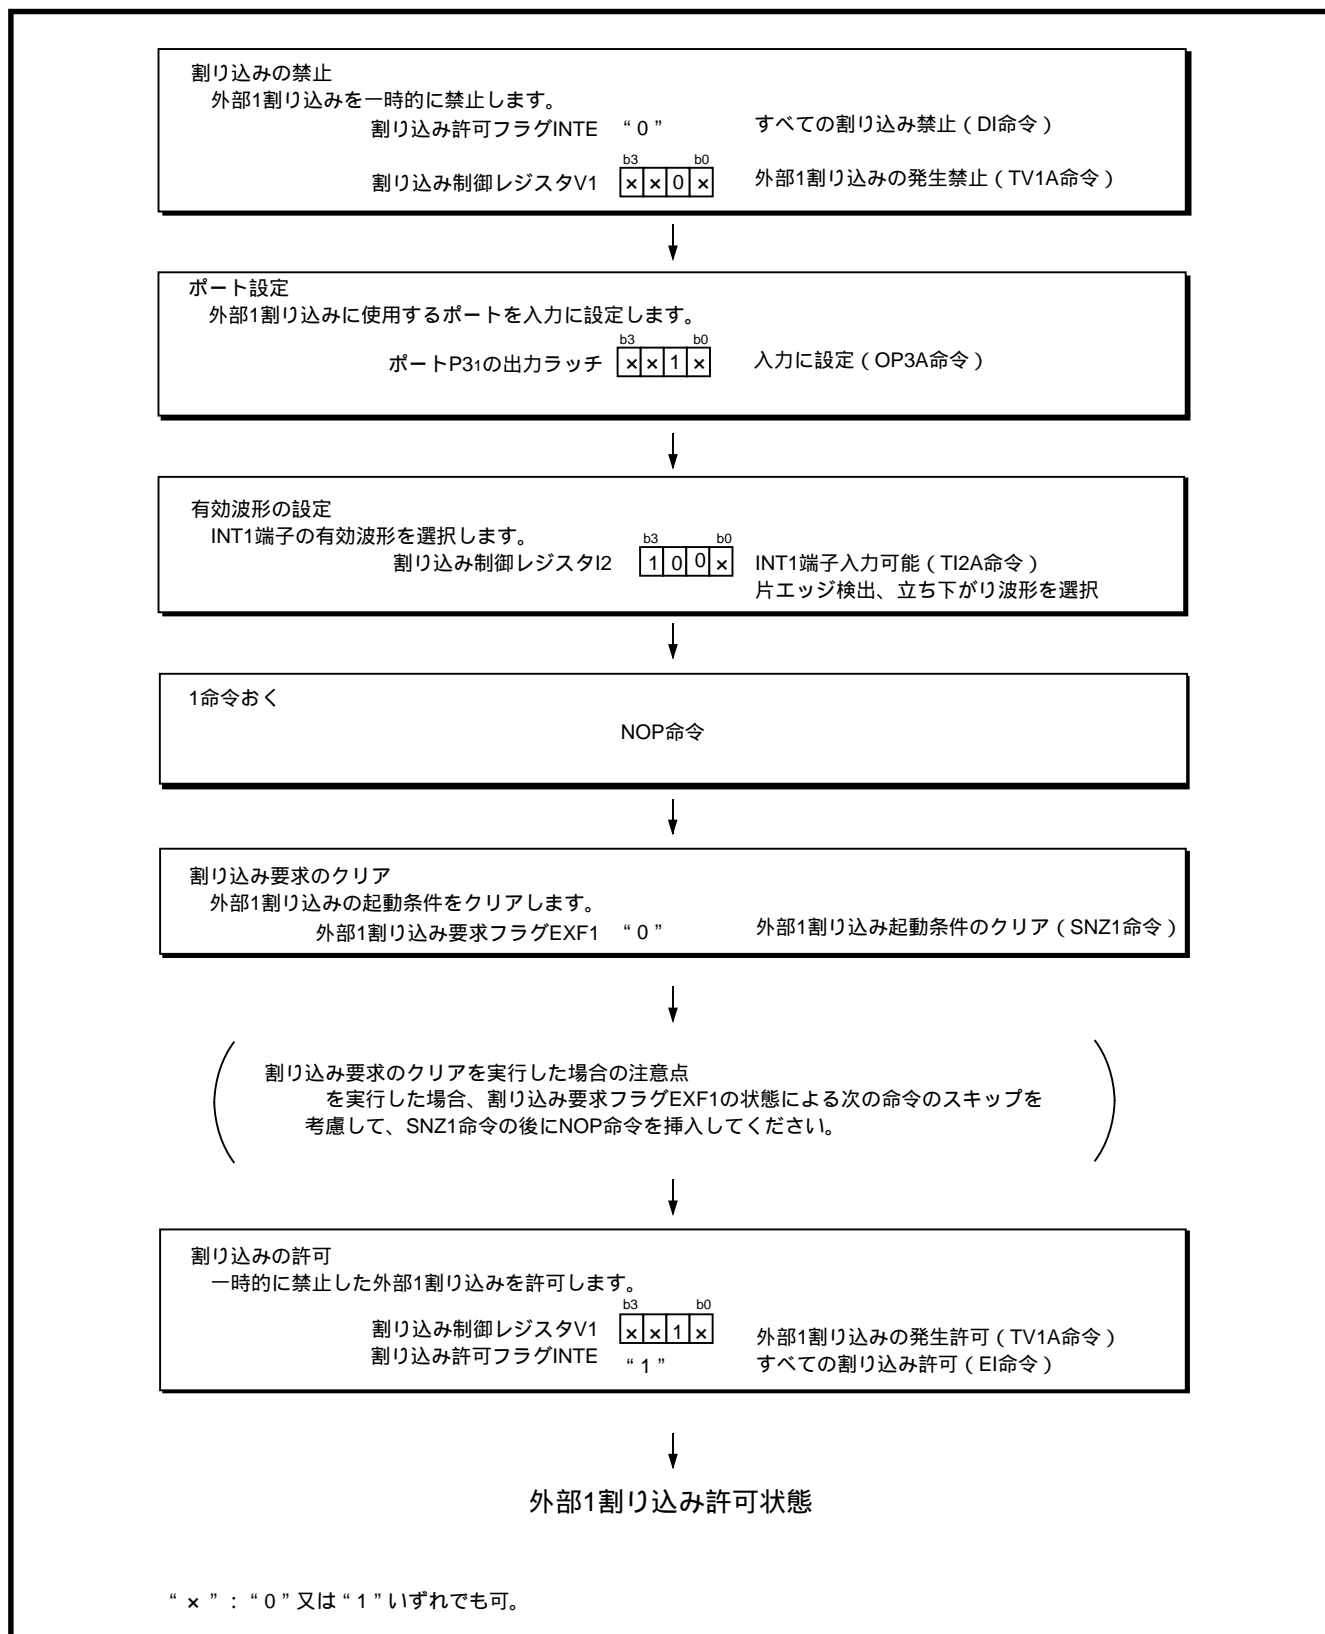 割り込みの禁止
外部1割り込みを一時的に禁止します。
割り込み許可フラグINTE “ 0 ” すべての割り込み禁止 ( DI命令 )
b3 b0
割り込み制御レジスタV1 × × 0 × 外部1割り込みの発生禁止 ( TV1A命令 )
ポート設定
外部1割り込みに使用するポートを入力に設定します。
b3 b0
ポートP31の出力ラッチ × × 1 × 入力に設定 ( OP3A命令 )
有効波形の設定
INT1端子の有効波形を選択します。
b3 b0
割り込み制御レジスタI2 1 0 0 × INT1端子入力可能 ( TI2A命令 )
片エッジ検出、立ち下がり波形を選択
1命令おく
NOP命令
割り込み要求のクリア
外部1割り込みの起動条件をクリアします。
外部1割り込み要求フラグEXF1 “ 0 ” 外部1割り込み起動条件のクリア ( SNZ1命令 )
割り込み要求のクリアを実行した場合の注意点
を実行した場合、割り込み要求フラグEXF1の状態による次の命令のスキップを
考慮して、SNZ1命令の後にNOP命令を挿入してください。
割り込みの許可
一時的に禁止した外部1割り込みを許可します。
b3 b0
割り込み制御レジスタV1 × × 1 × 外部1割り込みの発生許可 ( TV1A命令 )
割り込み許可フラグINTE “ 1 ” すべての割り込み許可 ( EI命令 )
外部1割り込み許可状態
“ × ” : “ 0 ” 又は “ 1 ” いずれでも可。